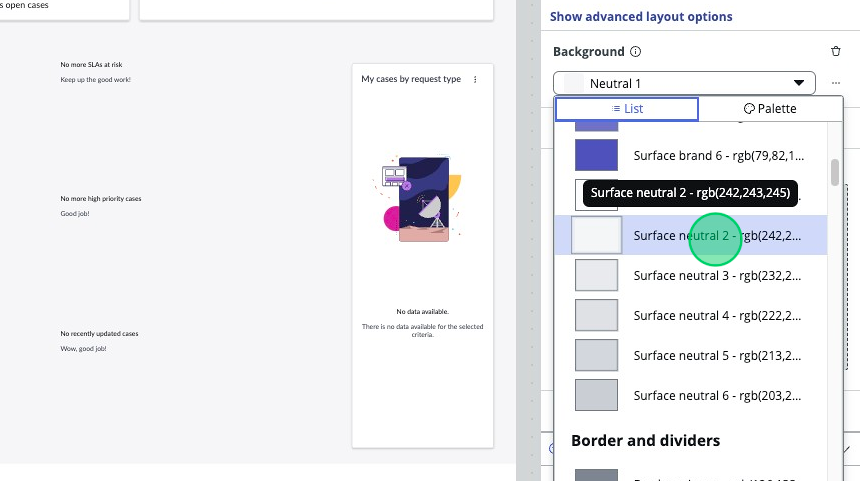 s open cases
No more SLAs at risk
Keep up the good work!
My cases by request type
No more high priority cases
Good job!
No data available.
There is no data available for the selected
criteria.
No recently updated cases
Wow, good job!
Show advanced layout options
Background
Neutral 1
List
Palette
Surface brand 6 - rgb(79,82,1...
Surface neutral 2 - rgb(242,243,245)
Surface neutral 2 - rgb(242,2...
Surface neutral 3 - rgb(232,2...
Surface neutral 4 - rgb(222,2...
Surface neutral 5 - rgb(213,2...
Surface neutral 6 - rgb(203,2...
Border and dividers